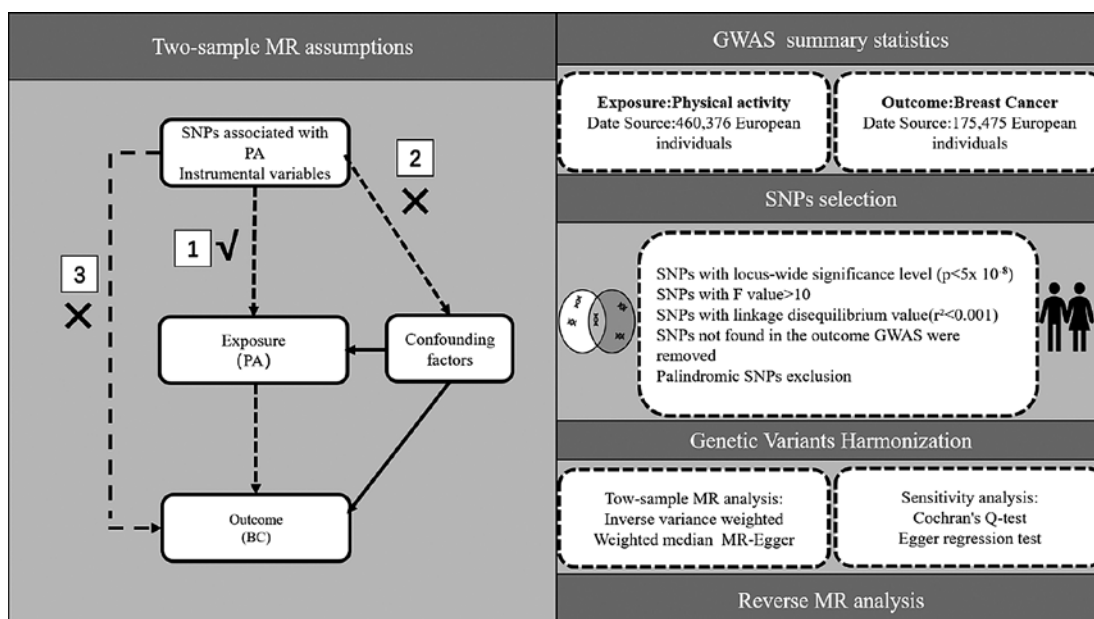 Two-sample MR assumptions
SNPs associated with
PA
Instrumental variables
2
×
1 √
3
×
Exposure
(PA)
Confounding
factors
Outcome
(BC)
GWAS summary statistics
Exposure:Physical activity
Date Source:460,376 European
individuals
Outcome:Breast Cancer
Date Source:175,475 European
individuals
SNPs selection
SNPs with locus-wide significance level (p<5x 10⁻⁸)
SNPs with F value>10
SNPs with linkage disequilibrium value(r²<0.001)
SNPs not found in the outcome GWAS were
removed
Palindromic SNPs exclusion
Genetic Variants Harmonization
Tow-sample MR analysis:
Inverse variance weighted
Weighted median MR-Egger
Sensitivity analysis:
Cochran's Q-test
Egger regression test
Reverse MR analysis